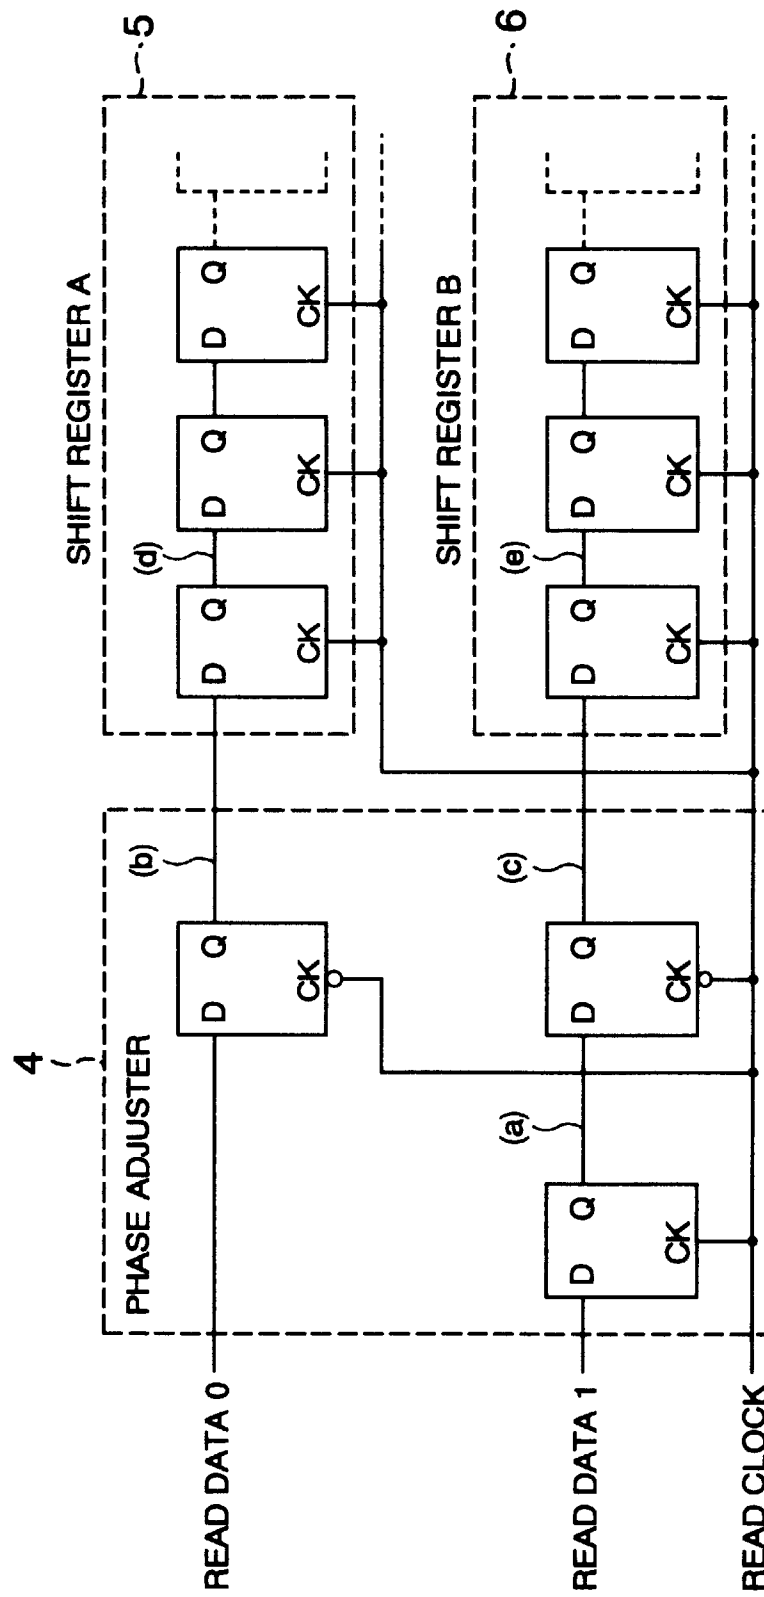 4
SHIFT REGISTER A
PHASE ADJUSTER
(b)
(d)
5
READ DATA 0
D Q
D Q
D Q
D Q
CK
CK
CK
CK
SHIFT REGISTER B
(a)
(c)
(e)
6
READ DATA 1
D Q
D Q
D Q
D Q
D Q
CK
CK
CK
CK
CK
READ CLOCK